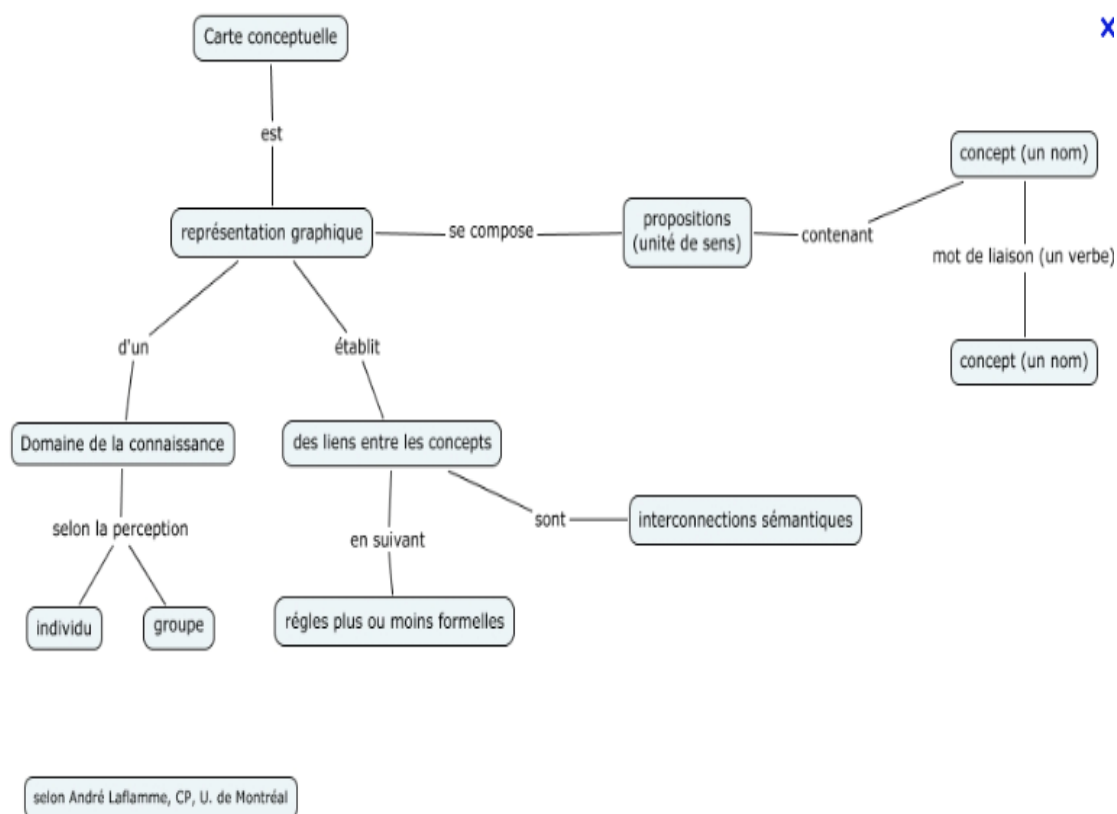 Carte conceptuelle
est
représentation graphique
se compose
propositions
(unité de sens)
contenant
concept (un nom)
mot de liaison (un verbe)
concept (un nom)
d'un
établit
Domaine de la connaissance
des liens entre les concepts
selon la perception
en suivant
sont
interconnections sémantiques
individu
groupe
régles plus ou moins formelles
selon André Laflamme, CP, U. de Montréal